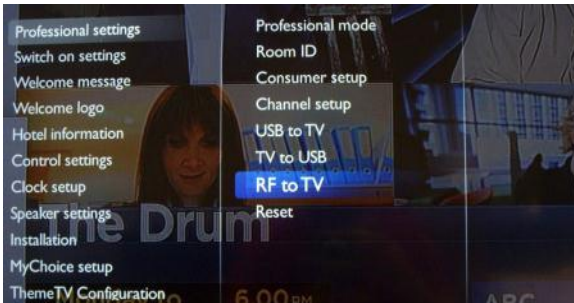 Professional settings
Switch on settings
Welcome message
Welcome logo
Hotel information
Control settings
Clock setup
Speaker settings
Installation
MyChoice setup
ThemeTV Configuration
Professional mode
Room ID
Consumer setup
Channel setup
USB to TV
TV to USB
RF to TV
Reset
The Drum
6.00 PM
ABC